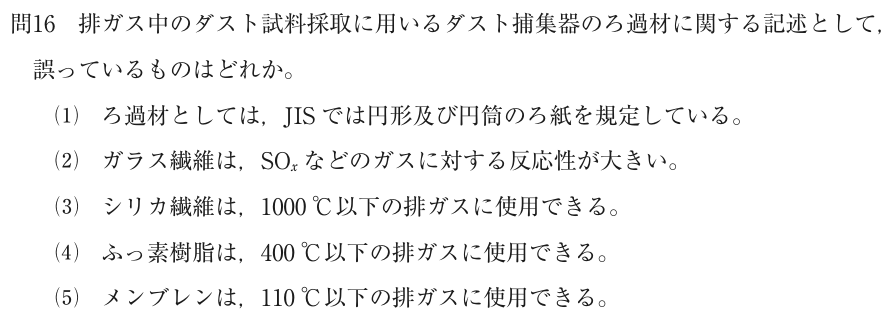 問16　排ガス中のダスト試料採取に用いるダスト捕集器のろ過材に関する記述として，
誤っているものはどれか。
⑴　ろ過材としては，JIS では円形及び円筒のろ紙を規定している。
⑵　ガラス繊維は，SOx などのガスに対する反応性が大きい。
⑶　シリカ繊維は，1000 ℃以下の排ガスに使用できる。
⑷　ふっ素樹脂は，400 ℃以下の排ガスに使用できる。
⑸　メンブレンは，110 ℃以下の排ガスに使用できる。